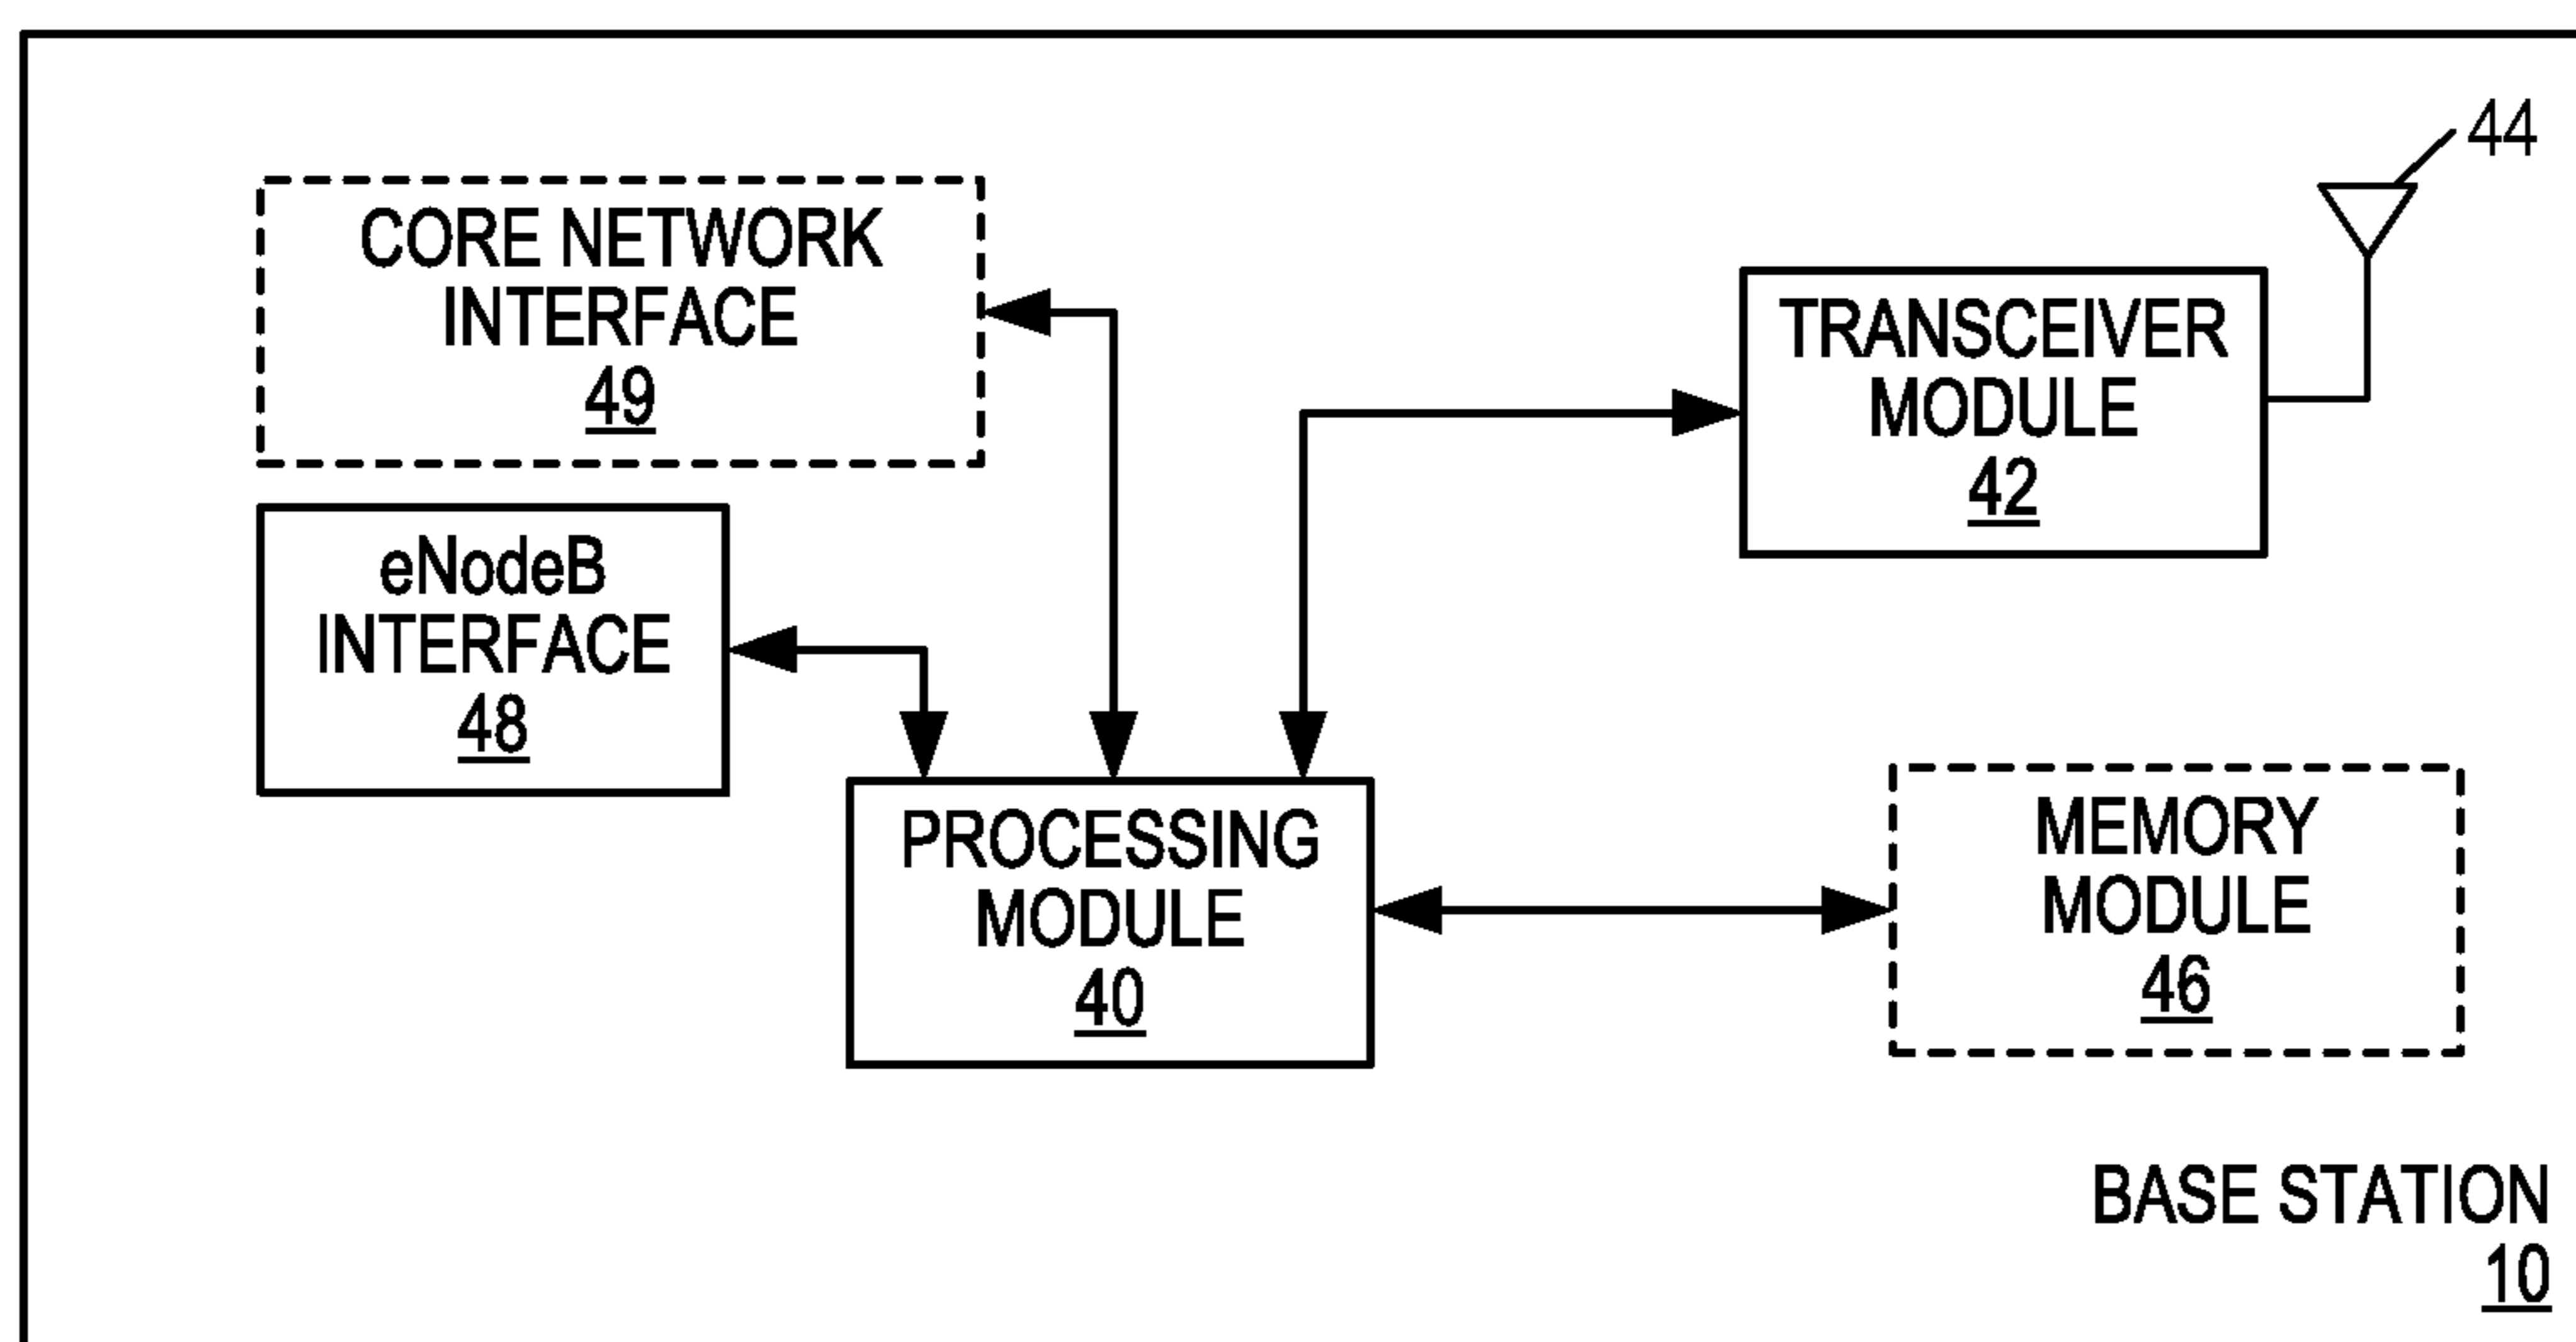 44
CORE NETWORK
INTERFACE
49
TRANSCEIVER
MODULE
42
eNodeB
INTERFACE
48
PROCESSING
MODULE
40
MEMORY
MODULE
46
BASE STATION
10